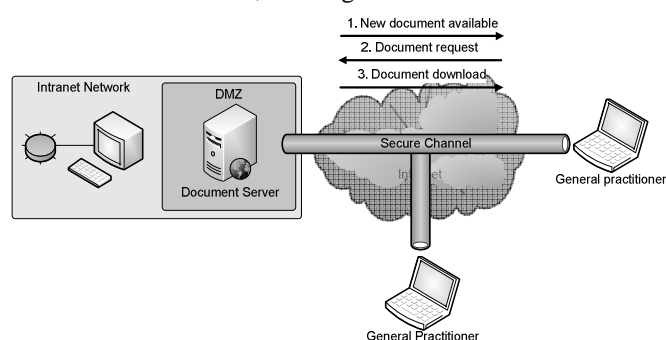 1. New document available
2. Document request
3. Document download
Intranet Network
DMZ
Document Server
Secure Channel
Internet
General practitioner
General Practitioner